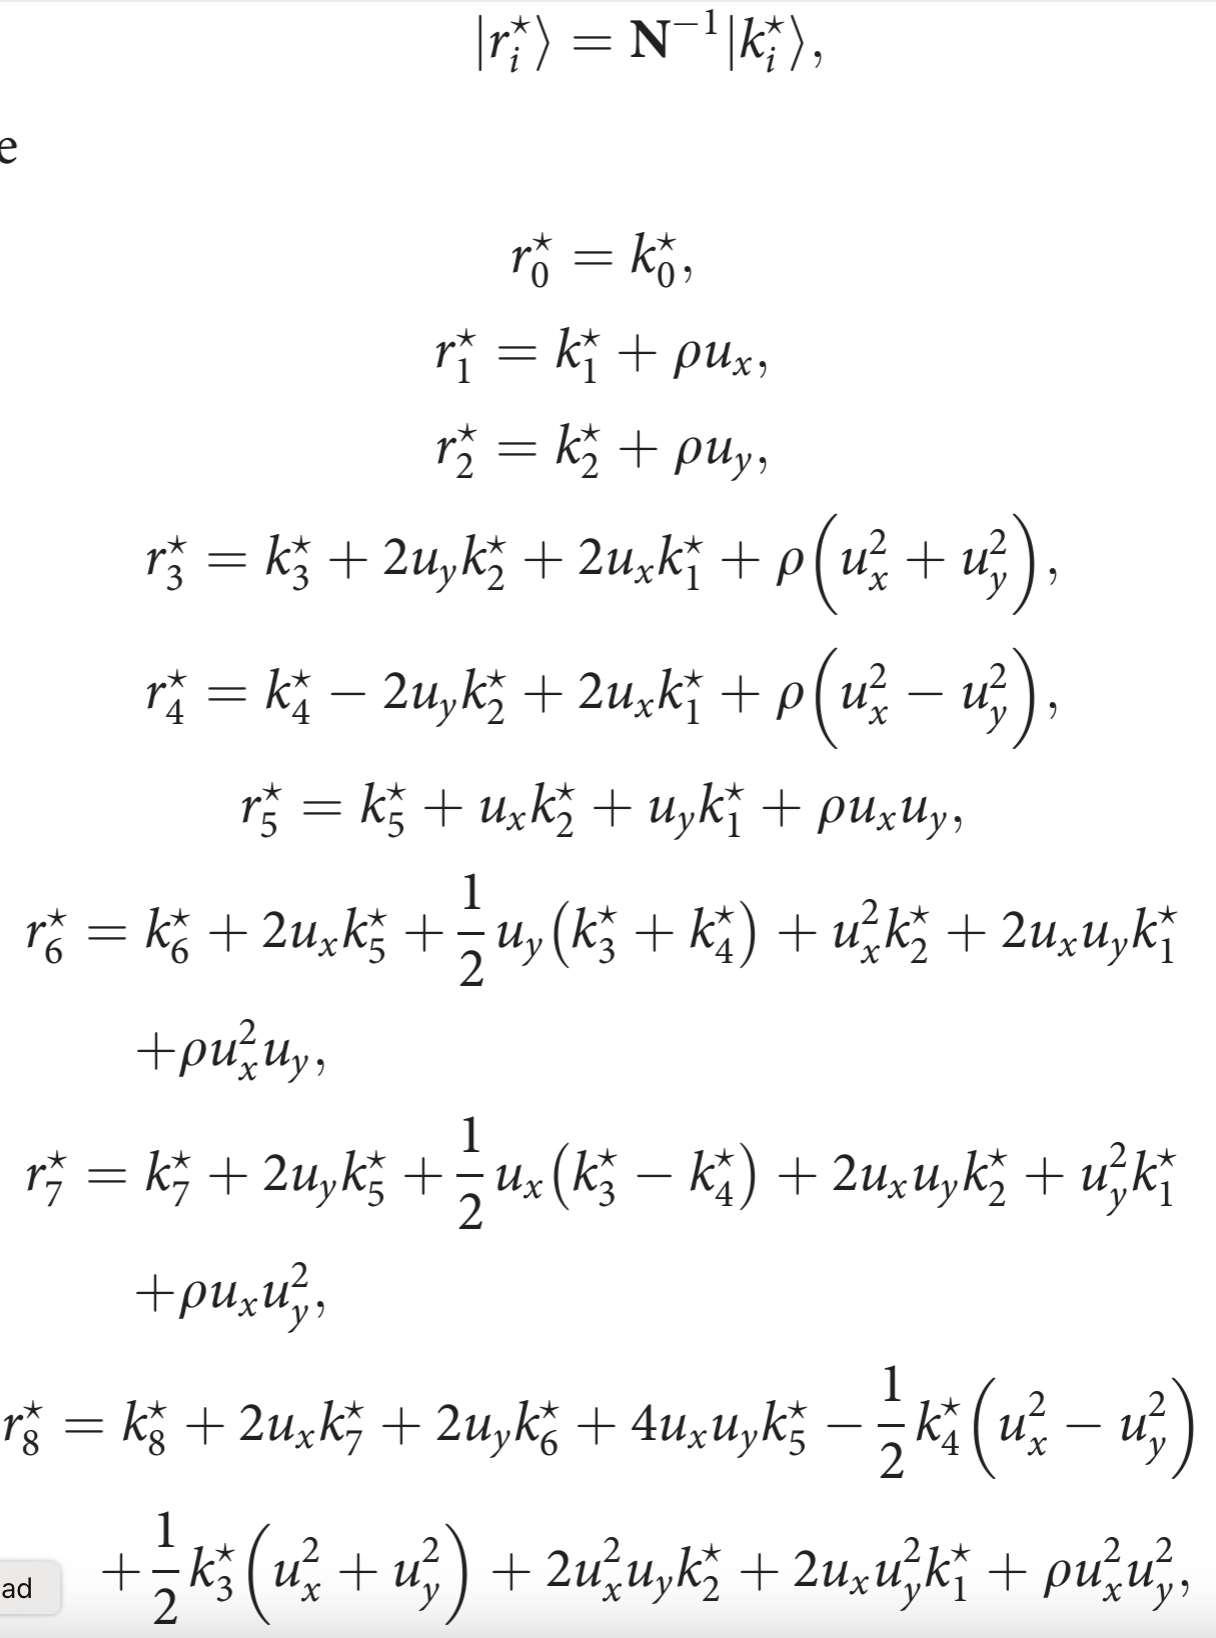 |r_i^⋆⟩ = N^{−1}|k_i^⋆⟩,
e
r_0^⋆ = k_0^⋆,
r_1^⋆ = k_1^⋆ + ρu_x,
r_2^⋆ = k_2^⋆ + ρu_y,
r_3^⋆ = k_3^⋆ + 2u_y k_2^⋆ + 2u_x k_1^⋆ + ρ(u_x^2 + u_y^2),
r_4^⋆ = k_4^⋆ − 2u_y k_2^⋆ + 2u_x k_1^⋆ + ρ(u_x^2 − u_y^2),
r_5^⋆ = k_5^⋆ + u_x k_2^⋆ + u_y k_1^⋆ + ρu_x u_y,
r_6^⋆ = k_6^⋆ + 2u_x k_5^⋆ + \frac{1}{2} u_y(k_3^⋆ + k_4^⋆) + u_x^2 k_2^⋆ + 2u_x u_y k_1^⋆
+ρu_x^2 u_y,
r_7^⋆ = k_7^⋆ + 2u_y k_5^⋆ + \frac{1}{2} u_x(k_3^⋆ − k_4^⋆) + 2u_x u_y k_2^⋆ + u_y^2 k_1^⋆
+ρu_x u_y^2,
r_8^⋆ = k_8^⋆ + 2u_x k_7^⋆ + 2u_y k_6^⋆ + 4u_x u_y k_5^⋆ − \frac{1}{2} k_4^⋆(u_x^2 − u_y^2)
+\frac{1}{2} k_3^⋆(u_x^2 + u_y^2) + 2u_x^2 u_y k_2^⋆ + 2u_x u_y^2 k_1^⋆ + ρu_x^2 u_y^2,
ad